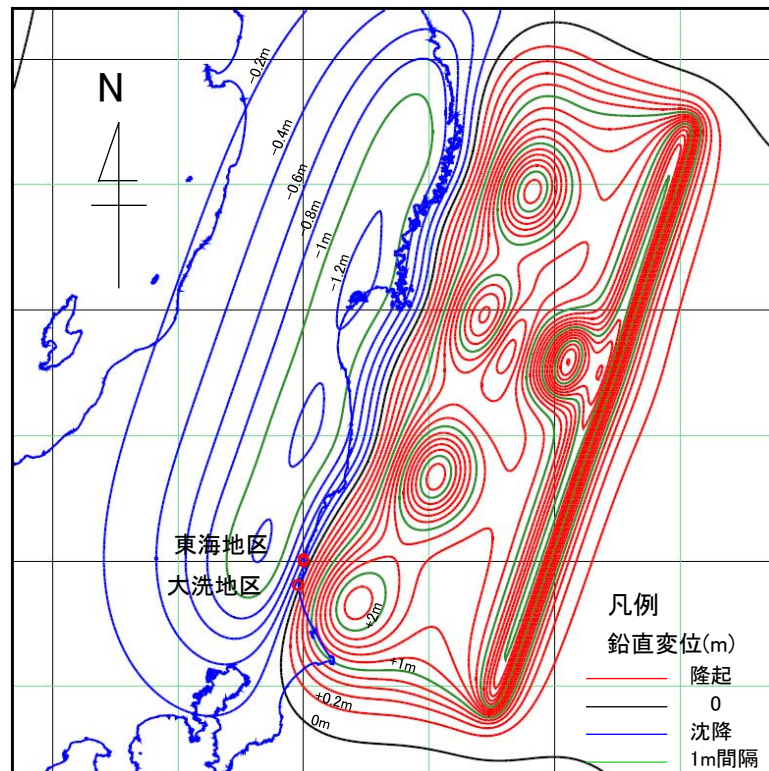 -0.2m
N
-0.4m
-0.6m
-0.8m
-1m
-1.2m
東海地区
大洗地区
+2m
+1m
+0.2m
0m
凡例
鉛直変位(m)
隆起
0
沈降
1m間隔